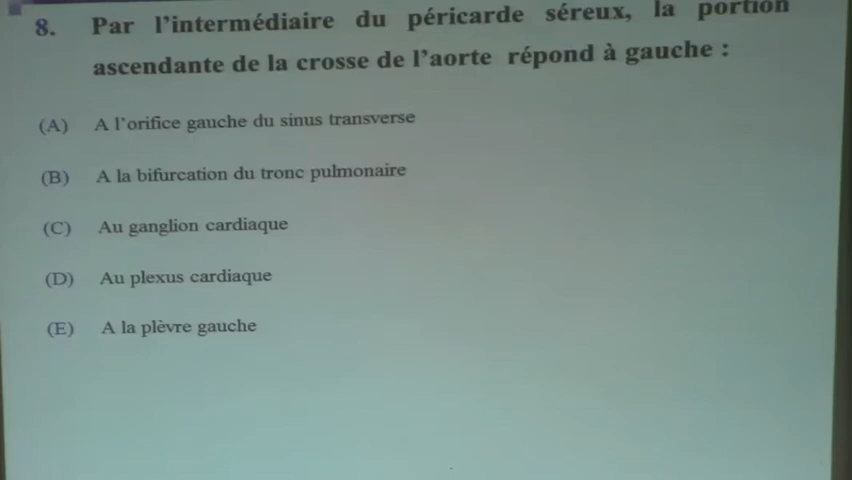 8. Par l'intermédiaire du péricarde séreux, la portion
ascendante de la crosse de l'aorte répond à gauche :
(A) A l'orifice gauche du sinus transverse
(B) A la bifurcation du tronc pulmonaire
(C) Au ganglion cardiaque
(D) Au plexus cardiaque
(E) A la plèvre gauche